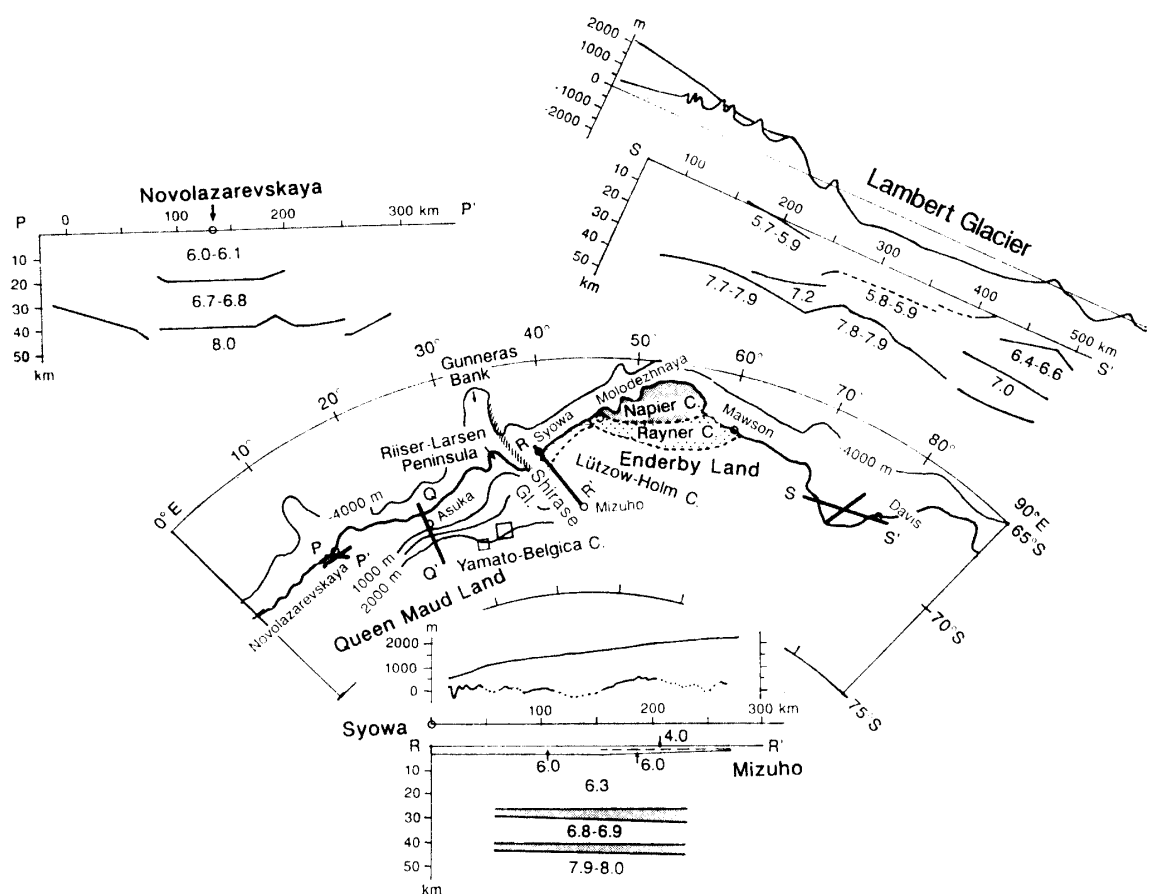 m
2000
1000
0
-1000
-2000
S
100
200
300
400
500 km
10
20
30
40
50
km
Lambert Glacier
5.7-5.9
7.7-7.9
7.2
5.8-5.9
7.8-7.9
6.4-6.6
7.0
S'
Novolazarevskaya
P
0
100
200
300 km
P'
10
20
30
40
50
km
6.0-6.1
6.7-6.8
8.0
0°E
10°
20°
30°
40°
50°
60°
70°
80°
90°E
65°S
70°S
75°S
Gunneras
Bank
Riiser-Larsen
Peninsula
-4000 m
Molodezhnaya
Syowa
R
R'
Napier C.
Rayner C.
Mawson
Enderby Land
Lützow-Holm C.
Shirase
Gl.
Mizuho
-4000 m
S
Davis
S'
Q
Asuka
Q'
P
P'
1000 m
2000 m
Yamato-Belgica C.
Novolazarevskaya
Queen Maud Land
m
2000
1000
0
Syowa
100
200
300 km
R
4.0
R'
Mizuho
6.0
6.0
10
20
30
40
50
km
6.3
6.8-6.9
7.9-8.0